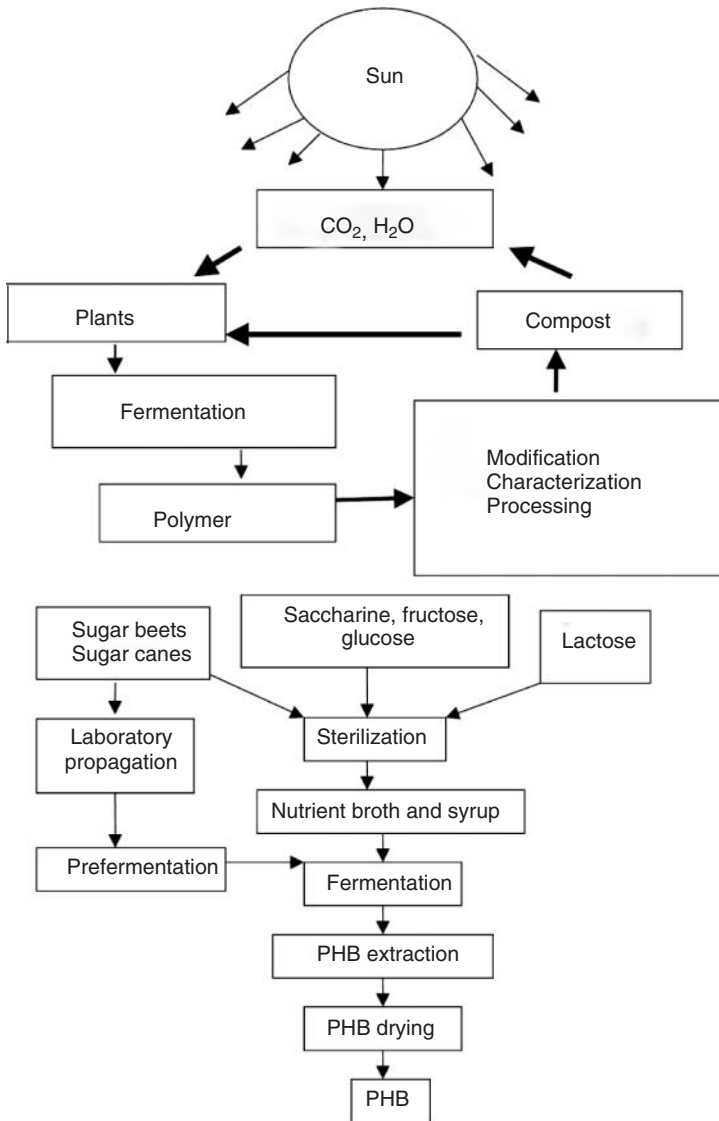 Sun
CO₂, H₂O
Plants
Compost
Fermentation
Modification
Characterization
Processing
Polymer
Sugar beets
Sugar canes
Saccharine, fructose,
glucose
Lactose
Laboratory
propagation
Sterilization
Nutrient broth and syrup
Prefermentation
Fermentation
PHB extraction
PHB drying
PHB